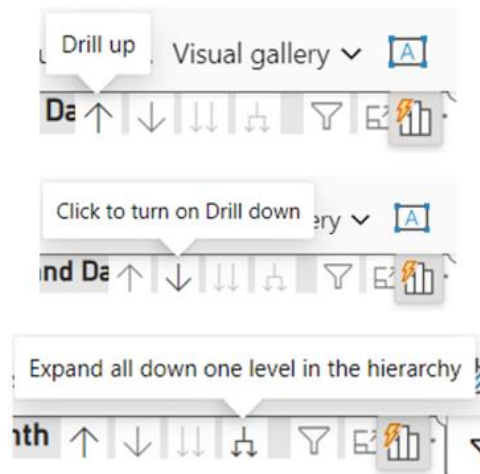 Drill up
Visual gallery
A
Da
Click to turn on Drill down
ery
A
nd Da
Expand all down one level in the hierarchy
nth